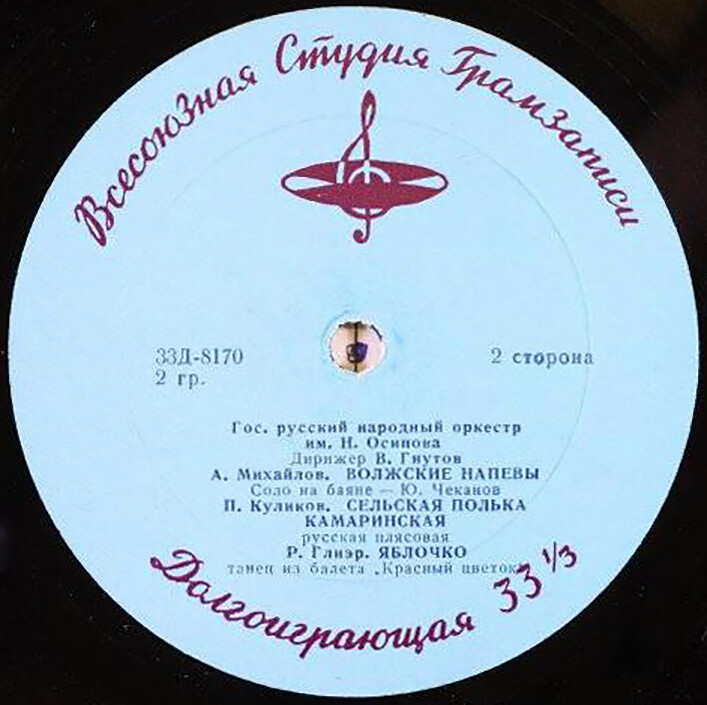 Всесоюзная Студия Грамзаписи
33Д-8170
2 гр.
2 сторона
Гос. русский народный оркестр
им. Н. Осипова
Дирижер В. Гнутов
А. Михайлов. ВОЛЖСКИЕ НАПЕВЫ
Соло на баяне — Ю. Чеканов
П. Куликов. СЕЛЬСКАЯ ПОЛЬКА
КАМАРИНСКАЯ
русская плясовая
Р. Глиэр. ЯБЛОЧКО
танец из балета „Красный цветок“
Долгоиграющая 33 1/3